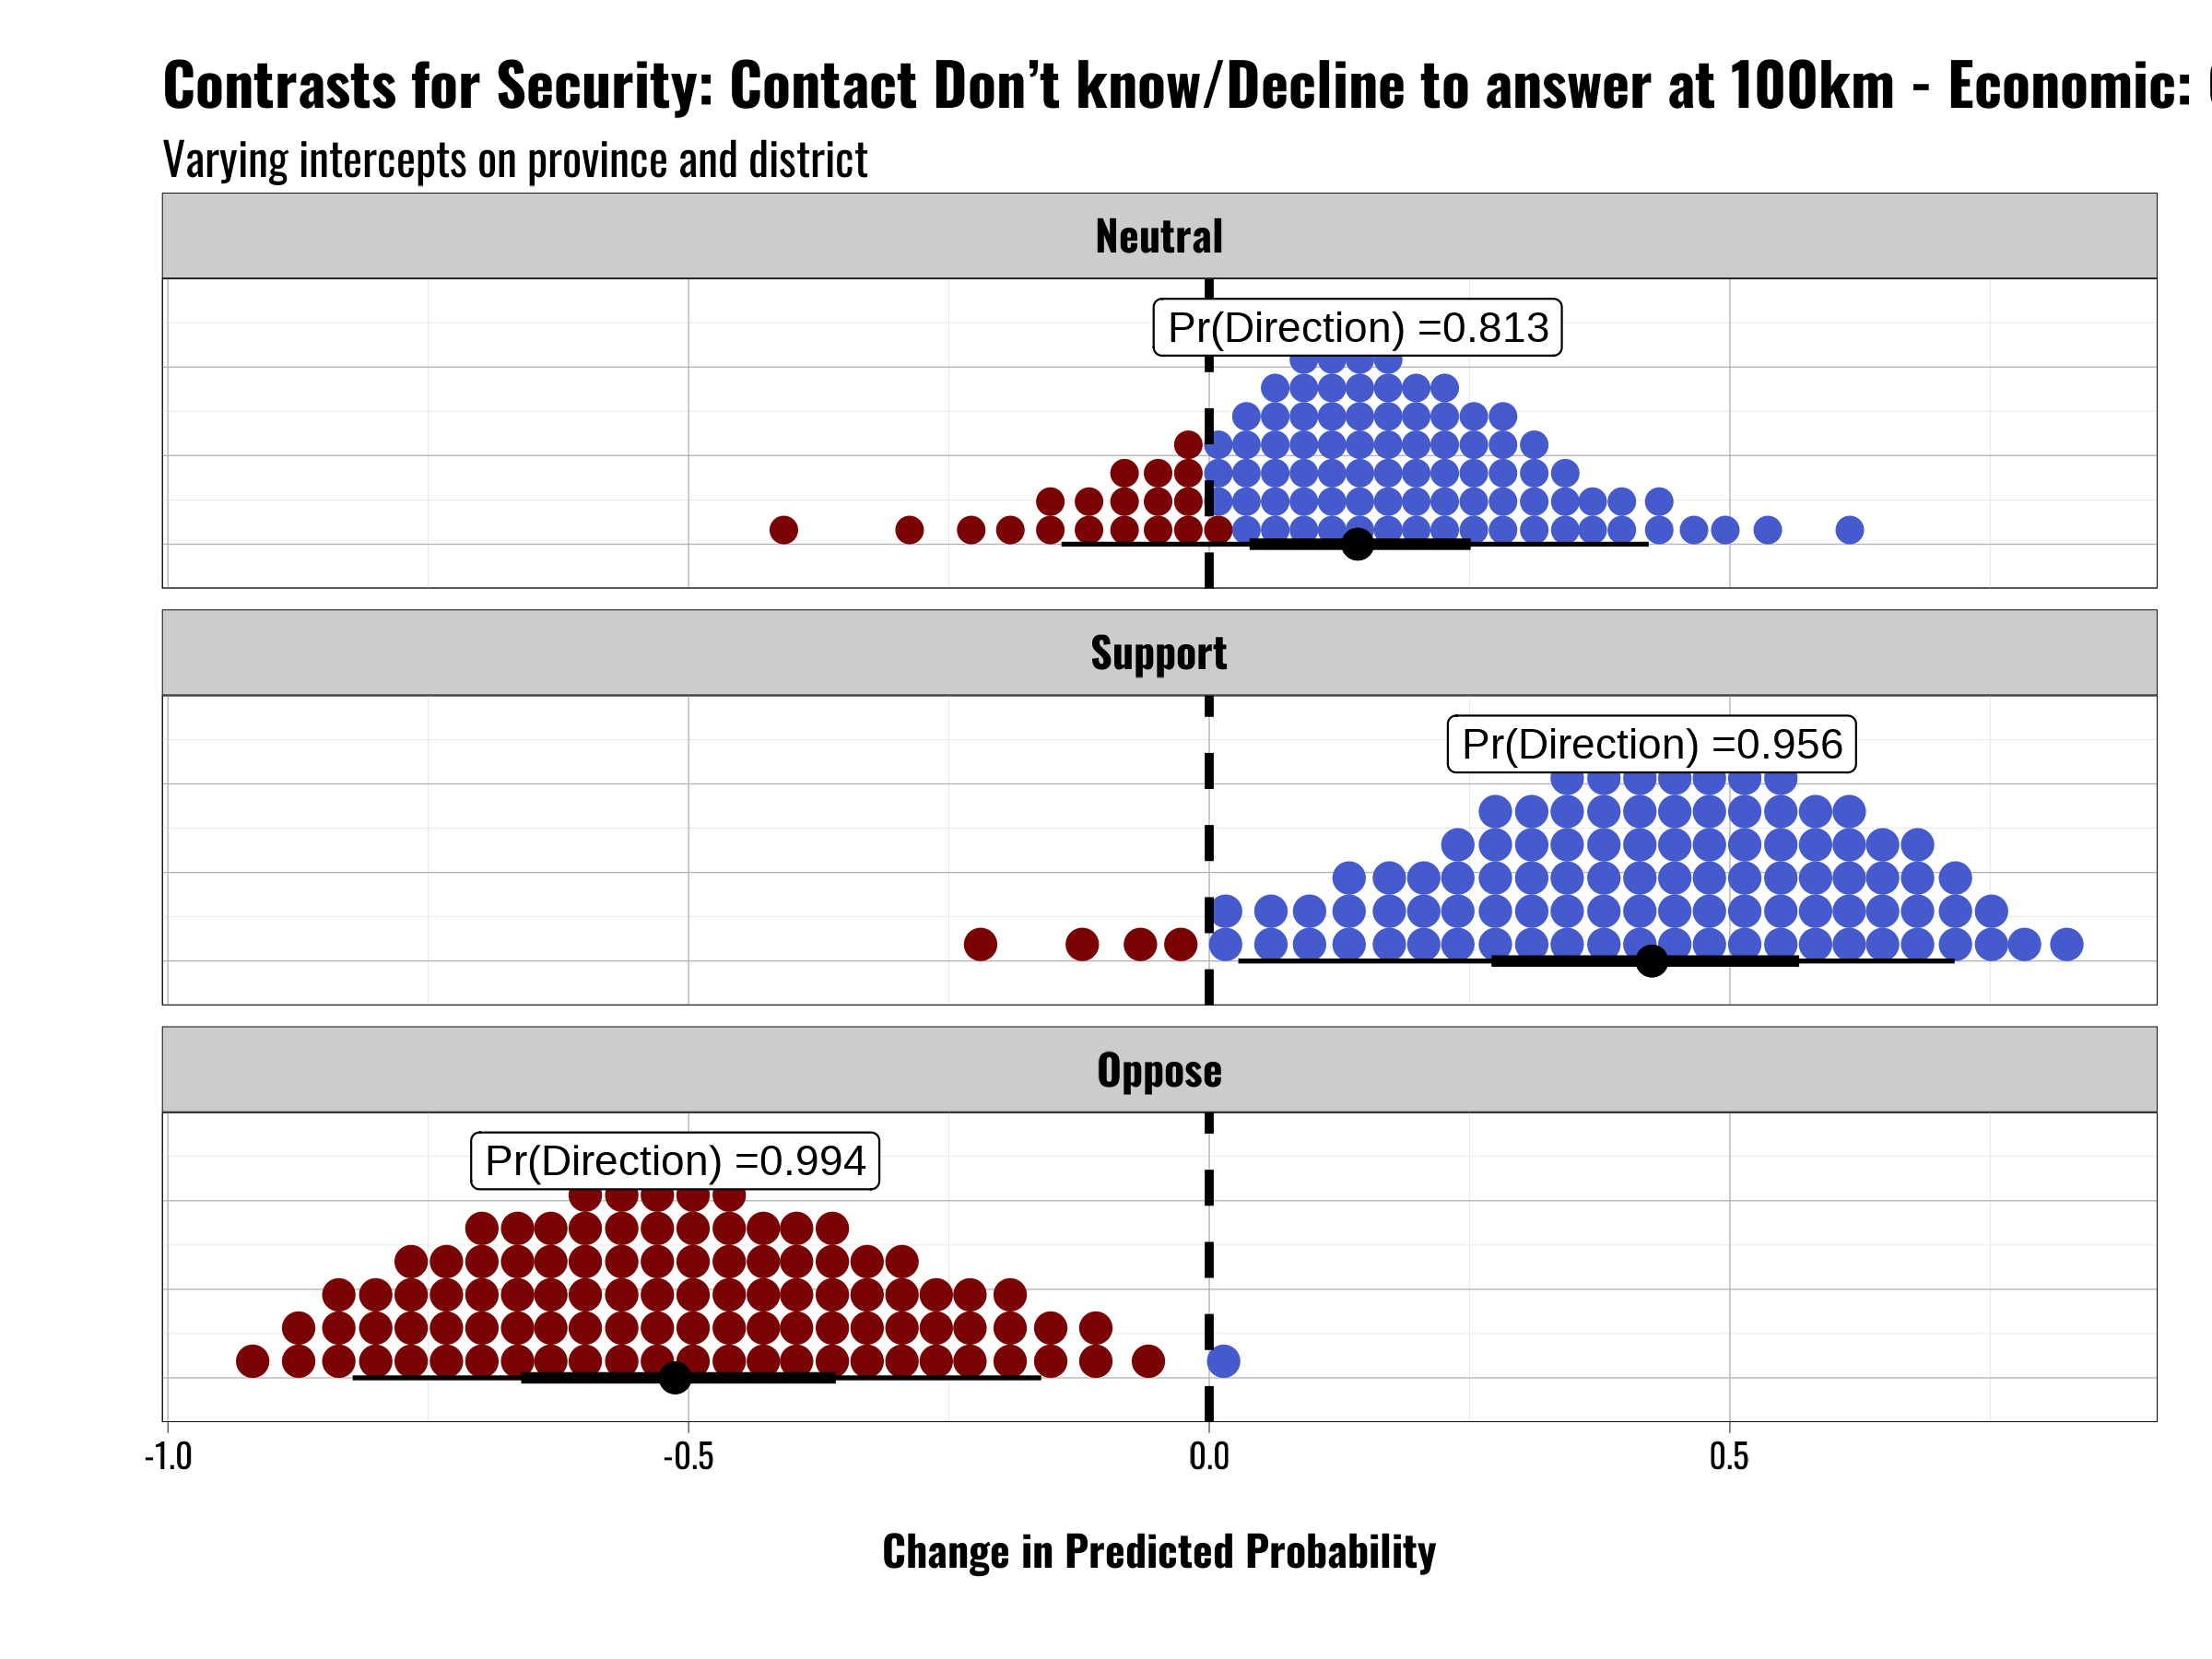 Contrasts for Security: Contact Don’t know/Decline to answer at 100km - Economic:
Varying intercepts on province and district
Neutral
Pr(Direction) =0.813
Support
Pr(Direction) =0.956
Oppose
Pr(Direction) =0.994
-1.0 -0.5 0.0 0.5
Change in Predicted Probability